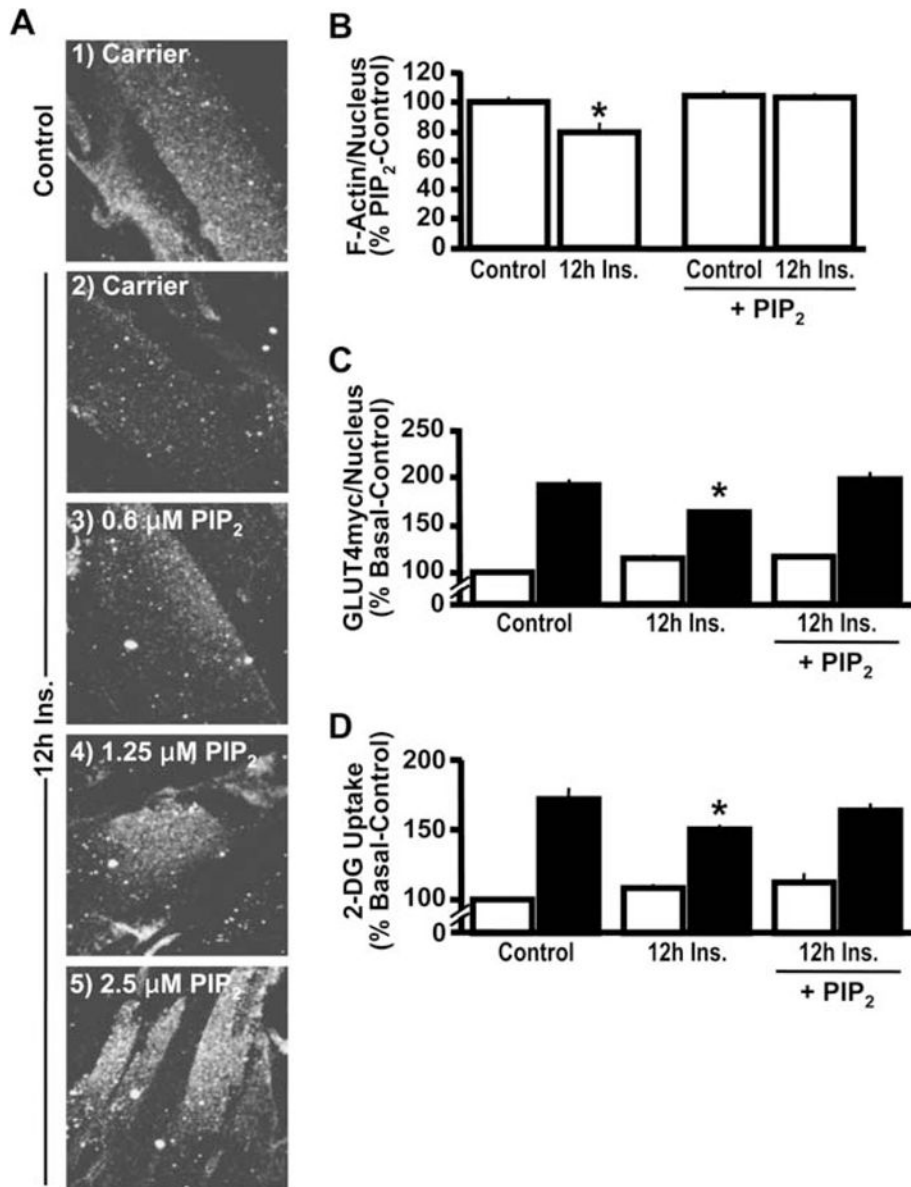 A
Control
1) Carrier
12h Ins.
2) Carrier
3) 0.6 µM PIP₂
4) 1.25 µM PIP₂
5) 2.5 µM PIP₂
B
F-Actin/Nucleus
(% PIP₂-Control)
120
100
80
60
40
20
0
*
Control 12h Ins. Control 12h Ins.
+ PIP₂
C
GLUT4myc/Nucleus
(% Basal-Control)
250
200
150
100
0
*
Control 12h Ins. 12h Ins.
+ PIP₂
D
2-DG Uptake
(% Basal-Control)
200
150
100
0
*
Control 12h Ins. 12h Ins.
+ PIP₂